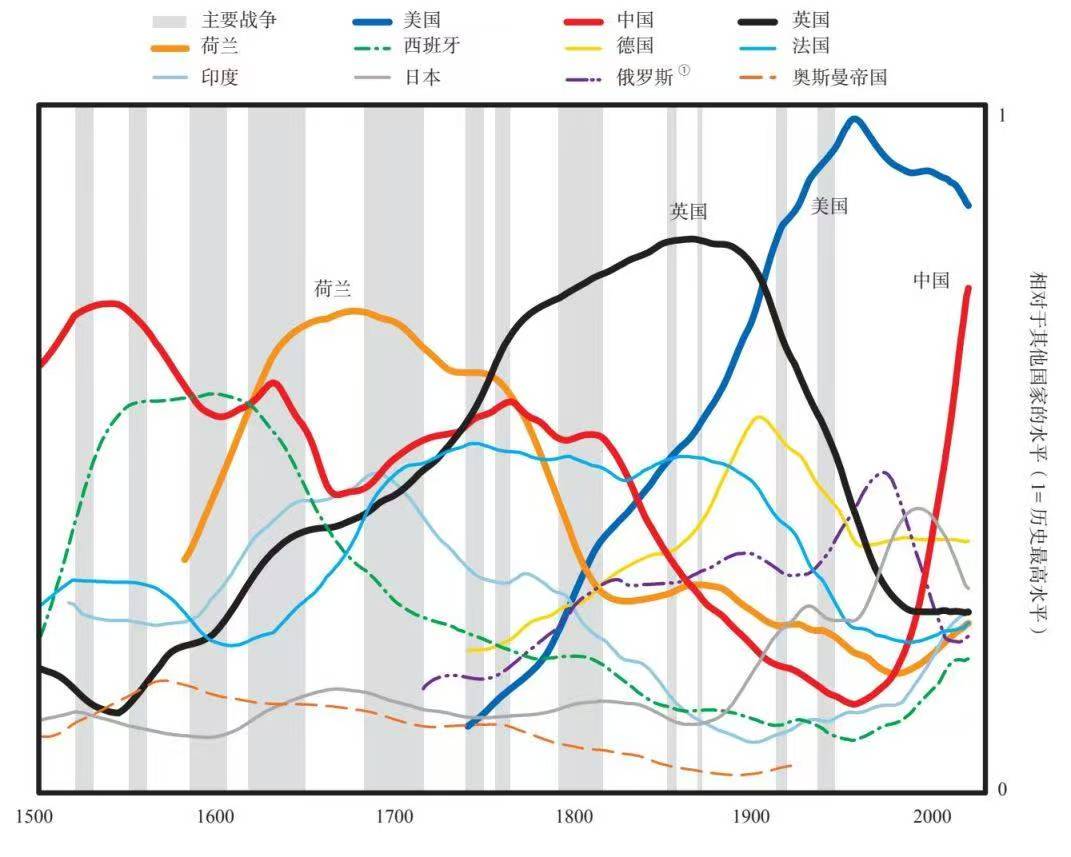 主要战争 美国 中国 英国
荷兰 西班牙 德国 法国
印度 日本 俄罗斯① 奥斯曼帝国
1
英国
美国
中国
荷兰
相对于其他国家的水平（1=历史最高水平）
0
1500 1600 1700 1800 1900 2000